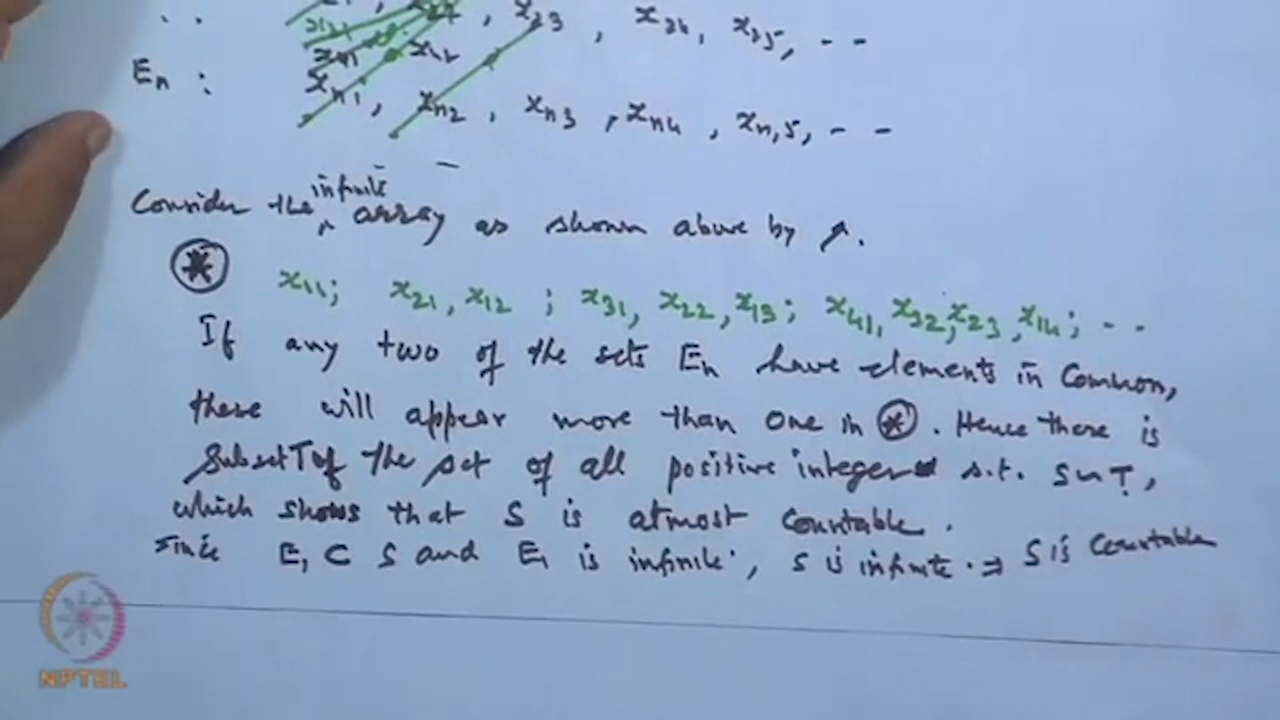 , x23, x24, x25, - -
x12
En : xn1, xn2, xn3, xn4, xn,5, - -
Consider the infinite array as shown above by ↗.
* x11; x21, x12; x31, x22, x13; x41, x32, x23, x14; - -
If any two of the sets En have elements in Common,
these will appear more than one in *. Hence there is
Subset T of the set of all positive integer s.t. S ~ T,
which shows that S is atmost Countable.
Since E1 ⊂ S and E1 is infinite, S is infinite. ⇒ S is Countable
NPTEL